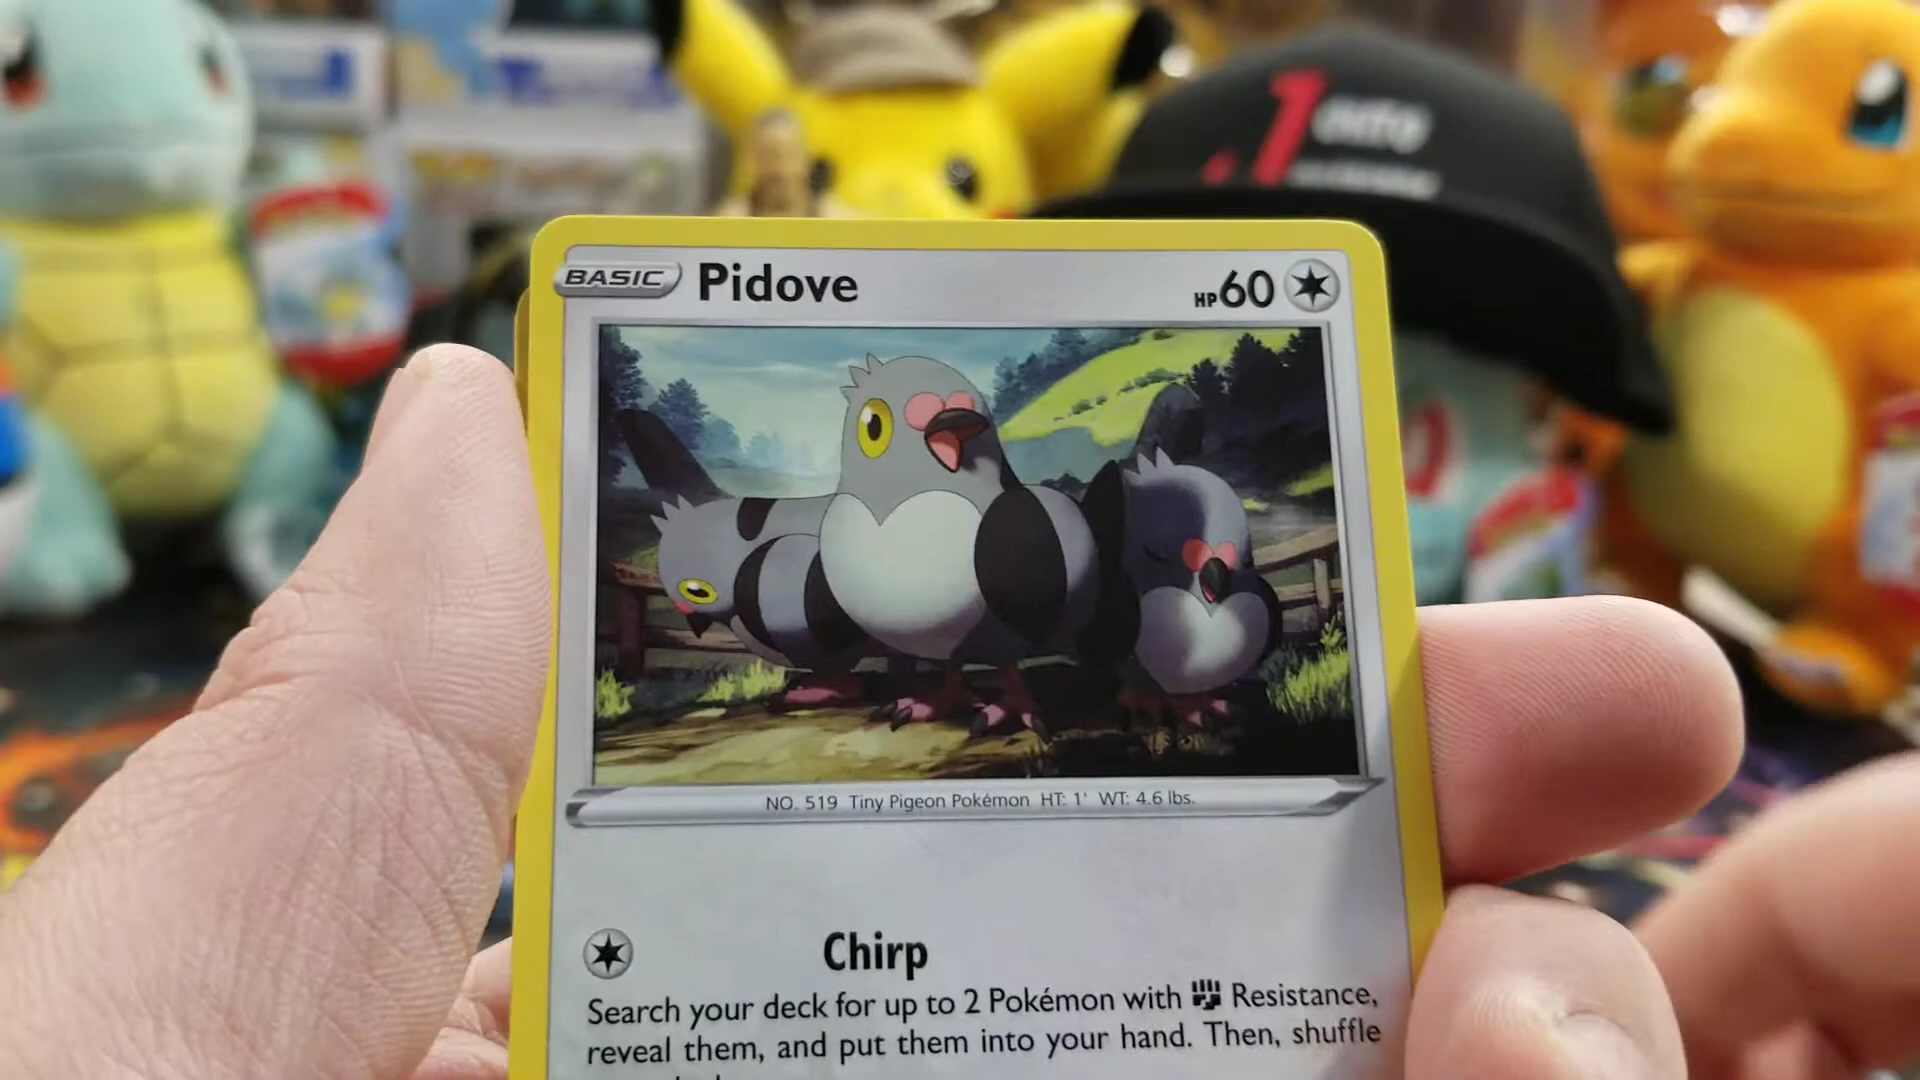 BASIC Pidove HP60
NO. 519 Tiny Pigeon Pokémon HT: 1' WT: 4.6 lbs.
Chirp
Search your deck for up to 2 Pokémon with Resistance,
reveal them, and put them into your hand. Then, shuffle